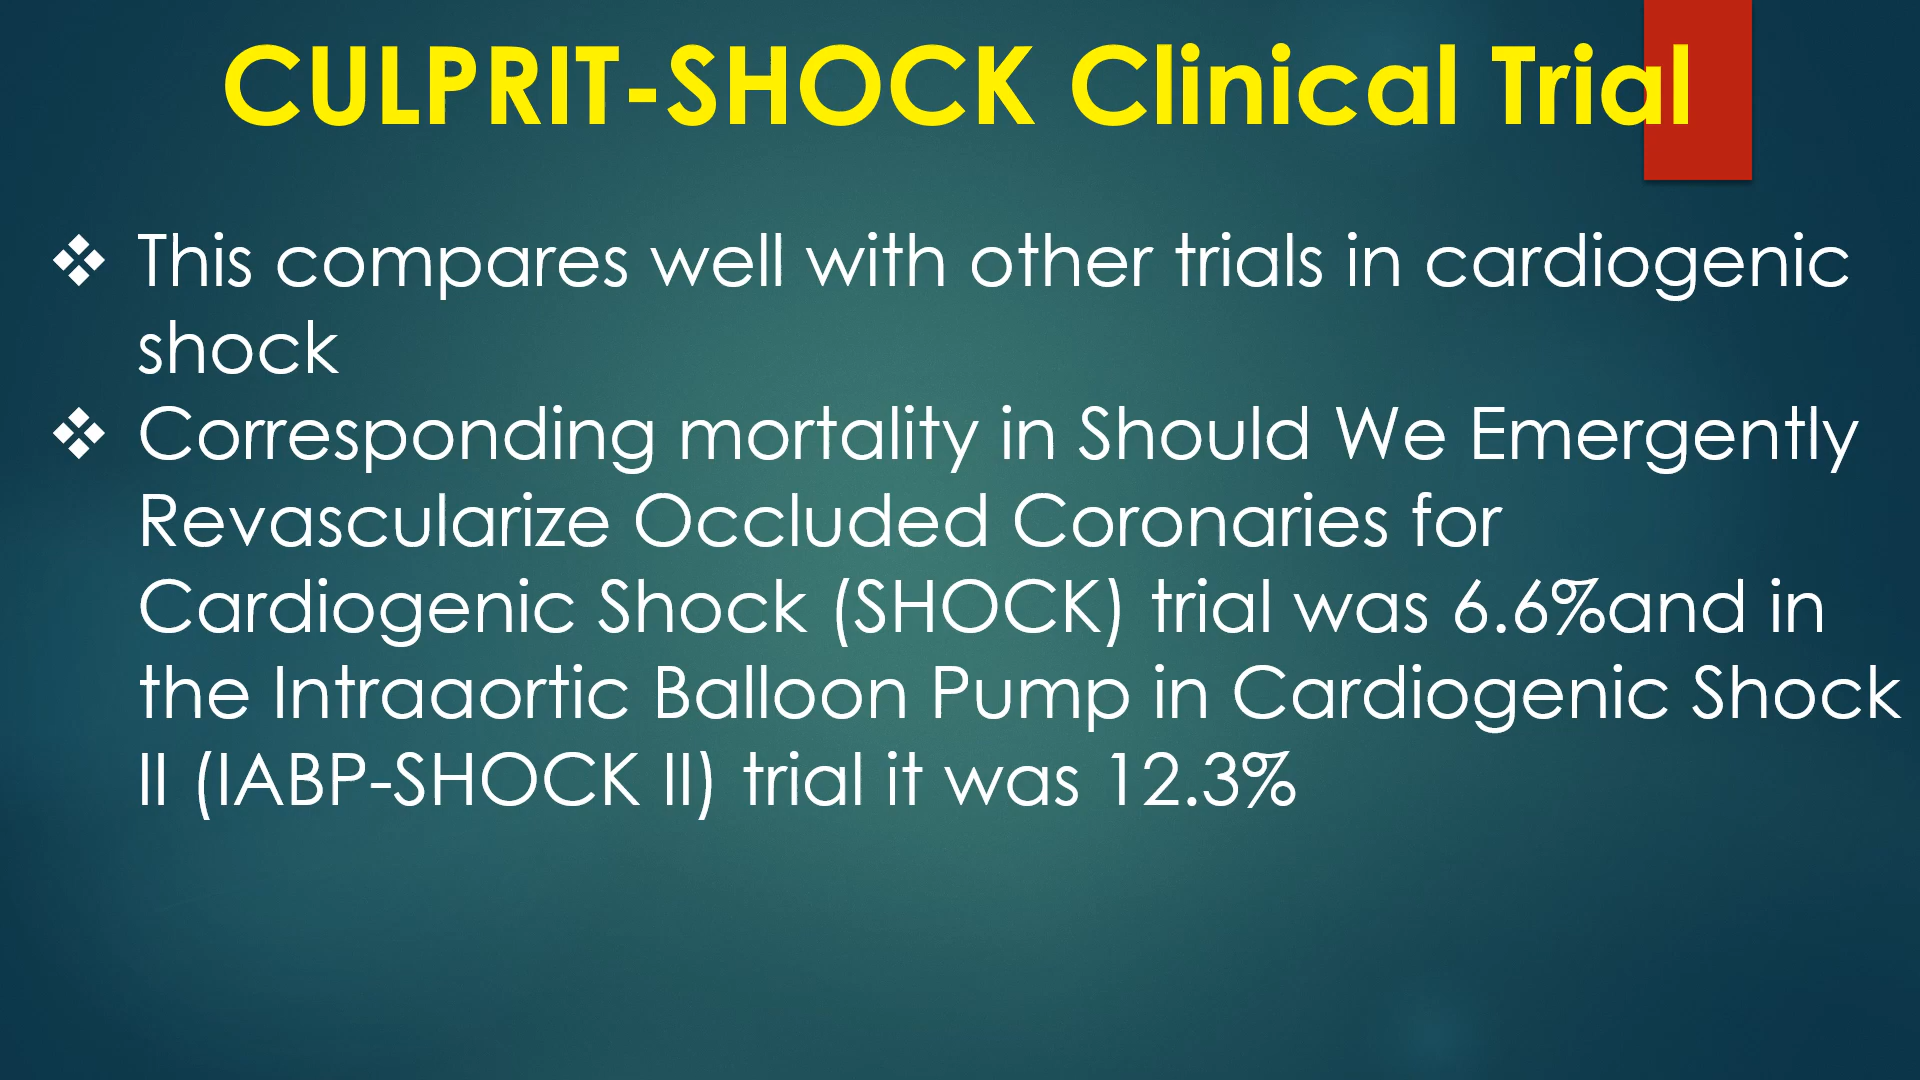 CULPRIT-SHOCK Clinical Trial
❖ This compares well with other trials in cardiogenic
shock
❖ Corresponding mortality in Should We Emergently
Revascularize Occluded Coronaries for
Cardiogenic Shock (SHOCK) trial was 6.6%and in
the Intraaortic Balloon Pump in Cardiogenic Shock
II (IABP-SHOCK II) trial it was 12.3%